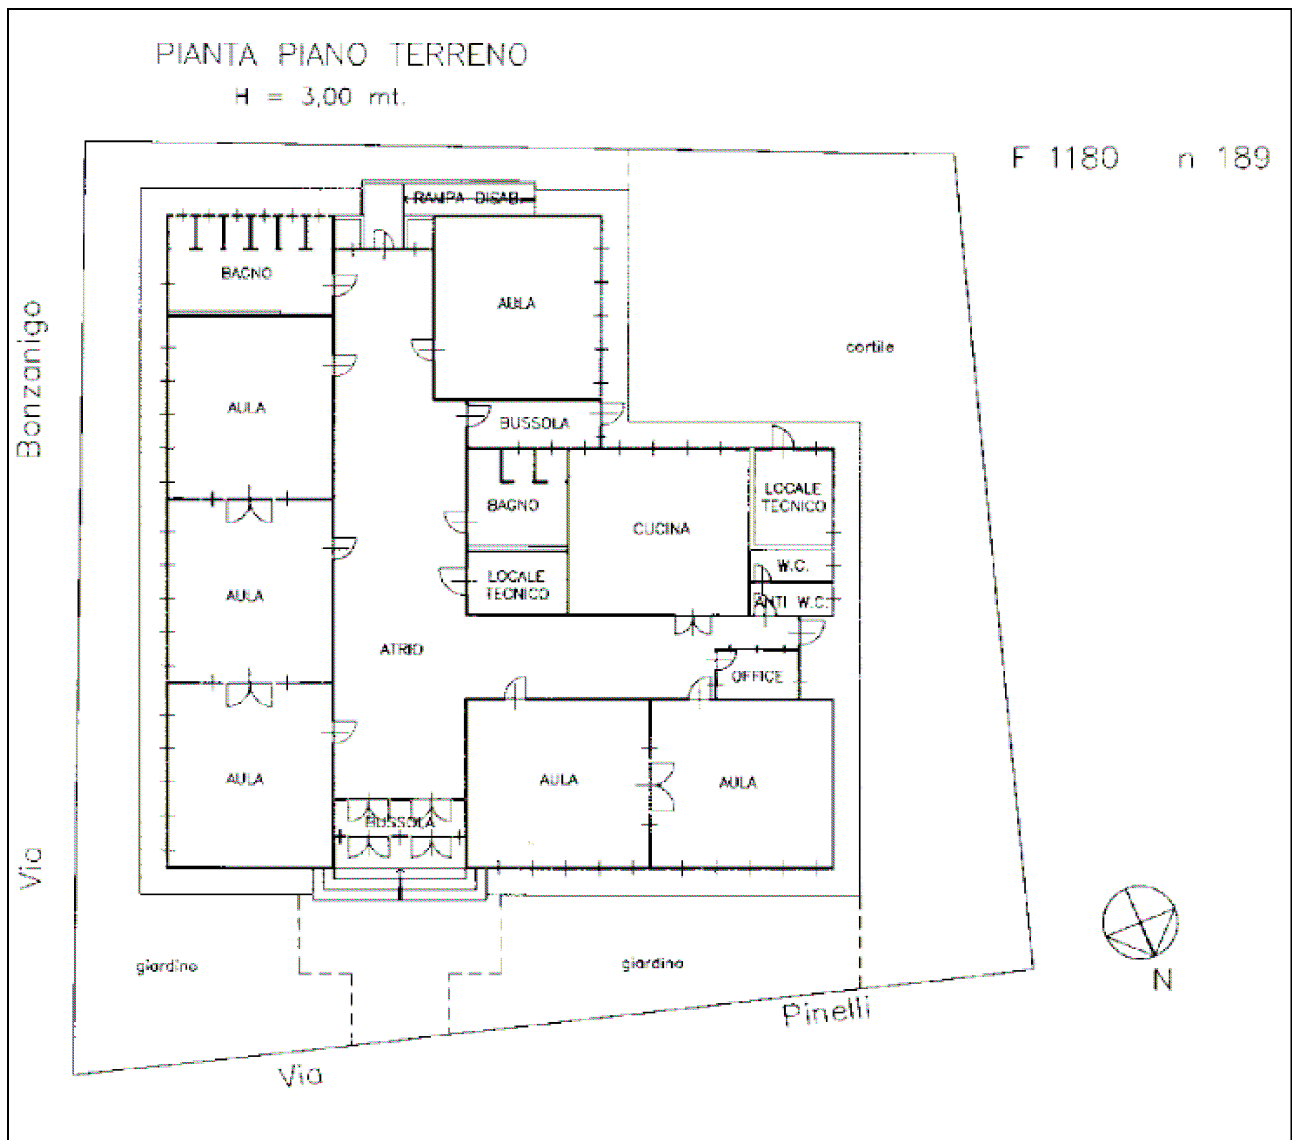 PIANTA PIANO TERRENO
H = 3,00 mt.
F 1180 n 189
RAMPA DISAB.
BAGNO
AULA
cortile
Via Bonzanigo
AULA
BUSSOLA
BAGNO
CUCINA
LOCALE
TECNICO
W.C.
LOCALE
TECNICO
ANTI W.C.
AULA
ATRIO
OFFICE
AULA
AULA
AULA
BUSSOLA
giardino
giardino
N
Via Pinelli